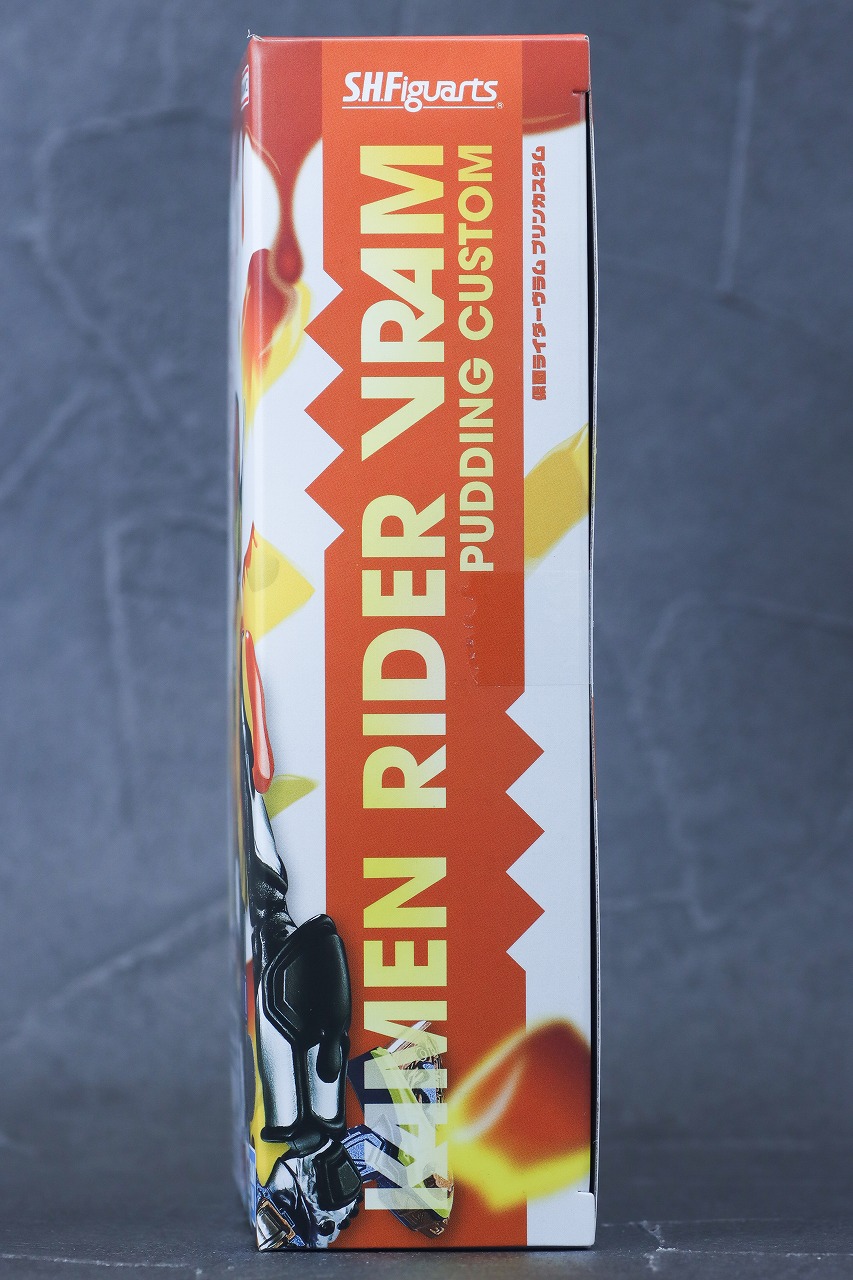 S.H.Figuarts®
KAMEN RIDER VRAM
PUDDING CUSTOM
仮面ライダーヴラム プリンカスタム